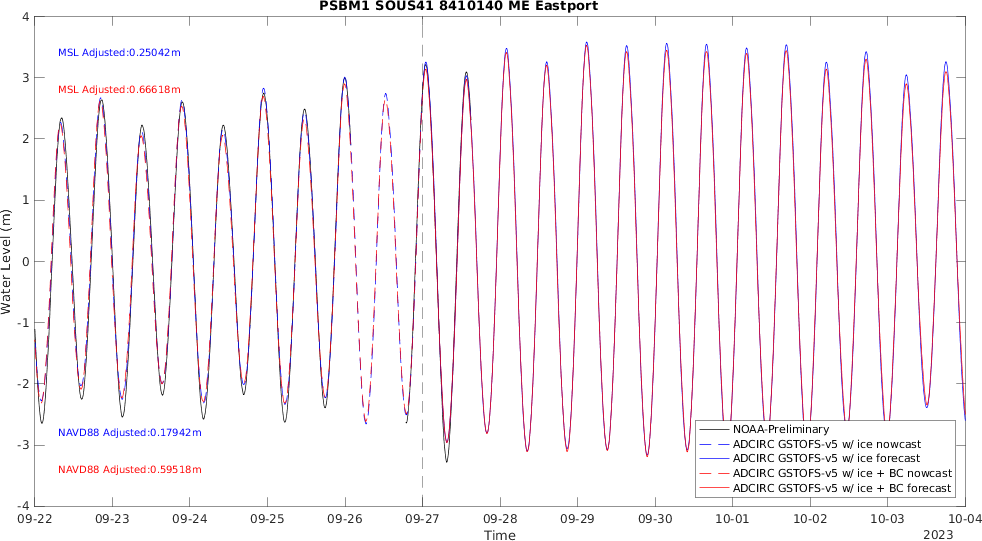 PSBM1 SOUS41 8410140 ME Eastport
4
3
2
1
0
-1
-2
-3
-4
Water Level (m)
MSL Adjusted:0.25042m
MSL Adjusted:0.66618m
NAVD88 Adjusted:0.17942m
NAVD88 Adjusted:0.59518m
NOAA-Preliminary
ADCIRC GSTOFS-v5 w/ ice nowcast
ADCIRC GSTOFS-v5 w/ ice forecast
ADCIRC GSTOFS-v5 w/ ice + BC nowcast
ADCIRC GSTOFS-v5 w/ ice + BC forecast
09-22 09-23 09-24 09-25 09-26 09-27 09-28 09-29 09-30 10-01 10-02 10-03 10-04
Time
2023